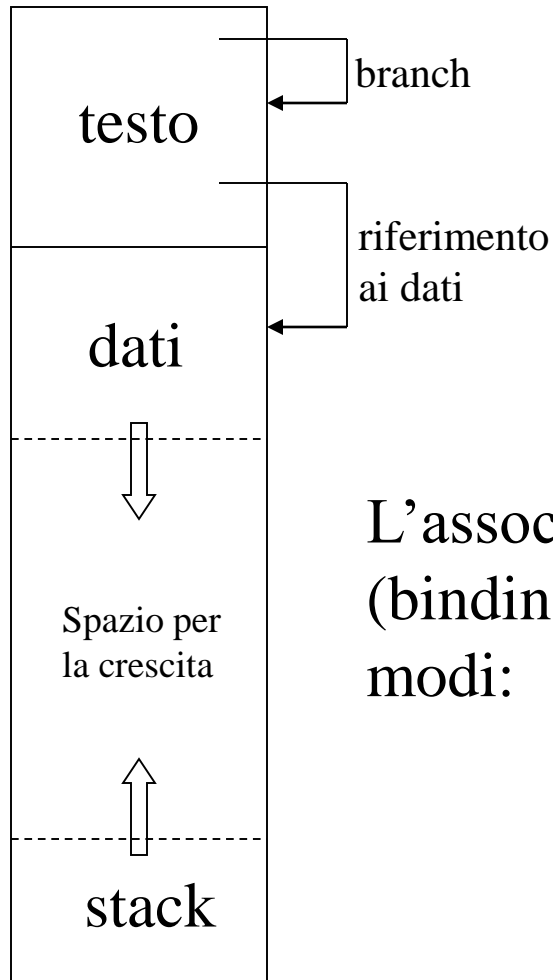 testo
branch
riferimento
ai dati
dati
Spazio per
la crescita
stack
L’assoc
(bindin
modi: